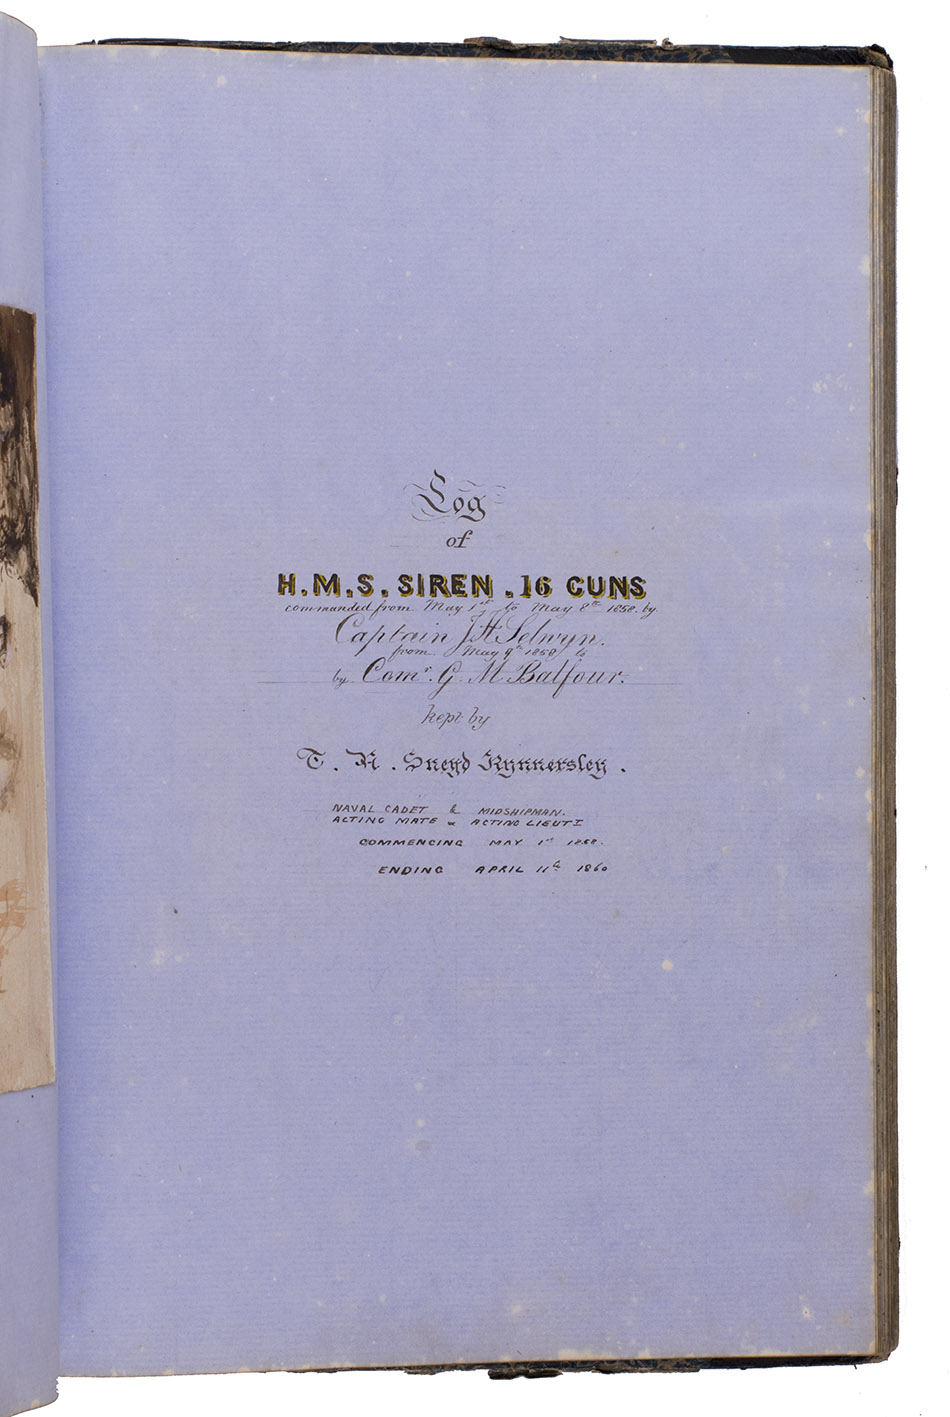 Log
of
H.M.S. SIREN . 16 GUNS
commanded from May 1st to May 8th 1858 by
Captain J H Selwyn.
from May 9th 1858 to
by Comr. G. M Balfour.
kept by
T. R. Sneyd Kynnersley.
NAVAL CADET & MIDSHIPMAN.
ACTING MATE & ACTING LIEUT
COMMENCING MAY 1st 1858.
ENDING APRIL 11th 1860